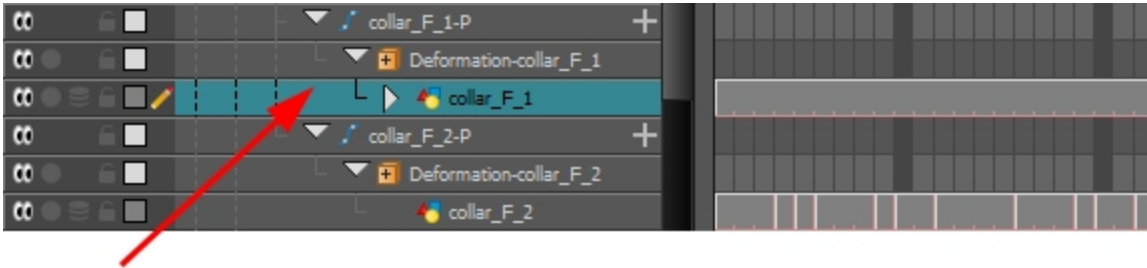 collar_F_1-P
Deformation-collar_F_1
collar_F_1
collar_F_2-P
Deformation-collar_F_2
collar_F_2